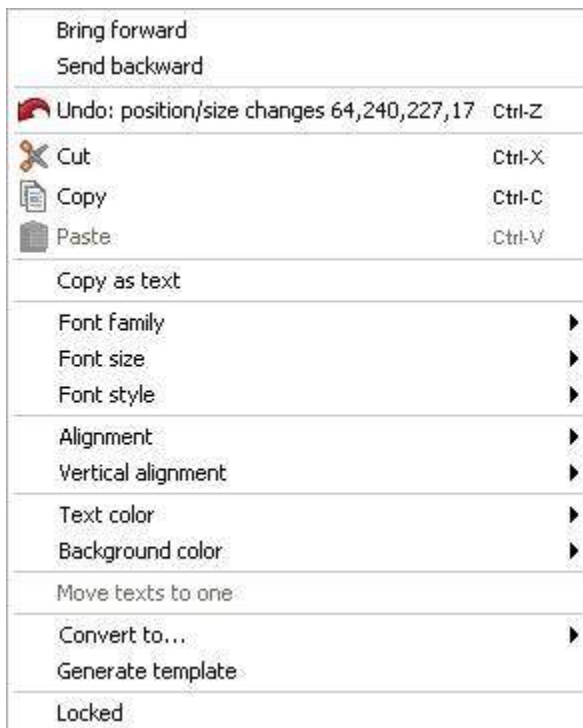 Bring forward
Send backward
Undo: position/size changes 64,240,227,17 Ctrl-Z
Cut Ctrl-X
Copy Ctrl-C
Paste Ctrl-V
Copy as text
Font family
Font size
Font style
Alignment
Vertical alignment
Text color
Background color
Move texts to one
Convert to...
Generate template
Locked